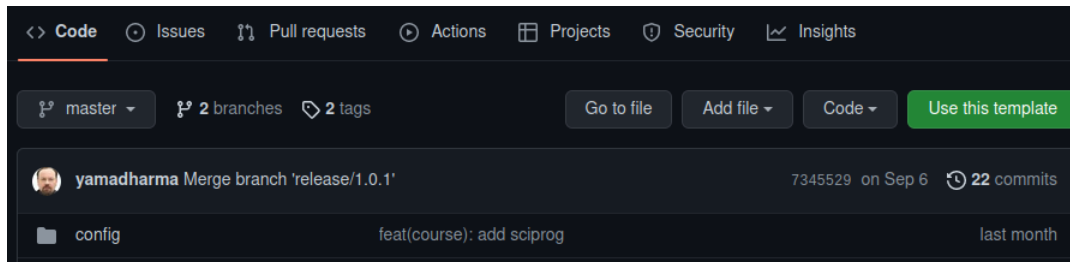 <> Code Issues Pull requests Actions Projects Security Insights
master 2 branches 2 tags Go to file Add file Code Use this template
yamadharma Merge branch 'release/1.0.1' 7345529 on Sep 6 22 commits
config feat(course): add sciprog last month